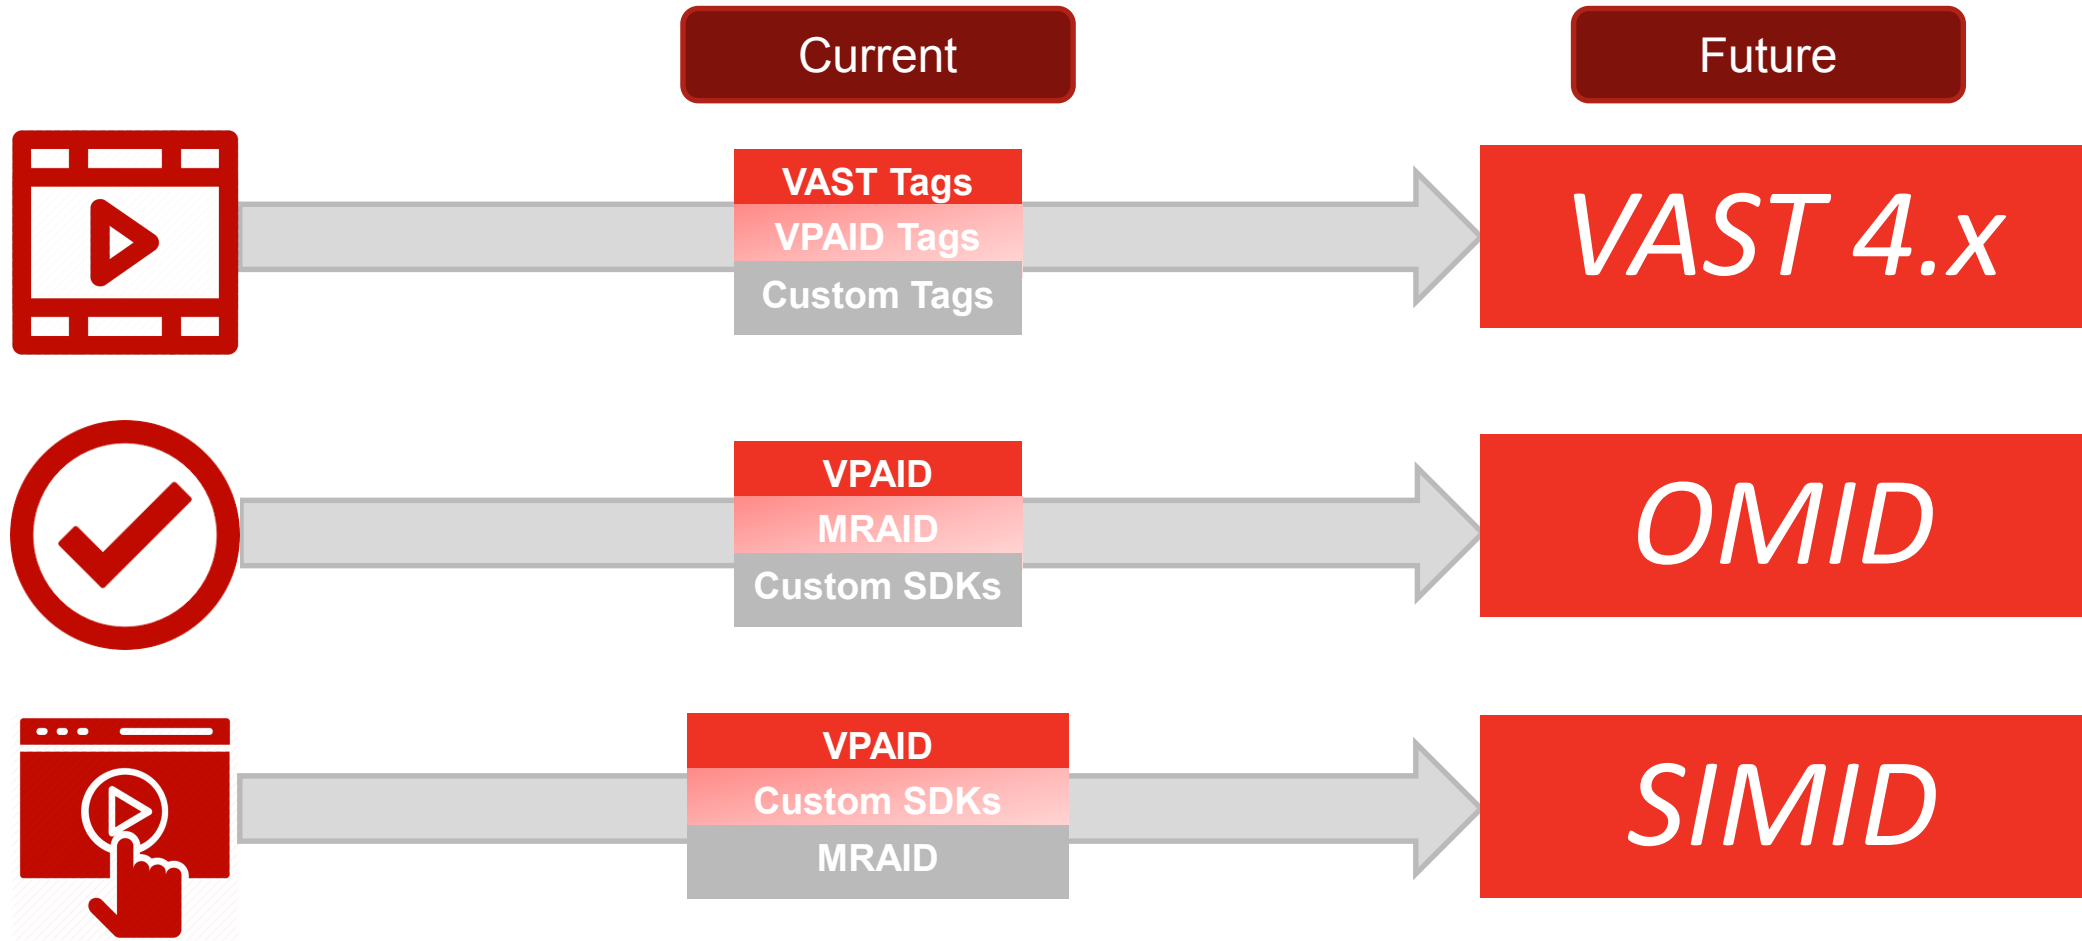 Current
Future
VAST Tags
VPAID Tags
Custom Tags
VAST 4.x
VPAID
MRAID
Custom SDKs
OMID
VPAID
Custom SDKs
MRAID
SIMID